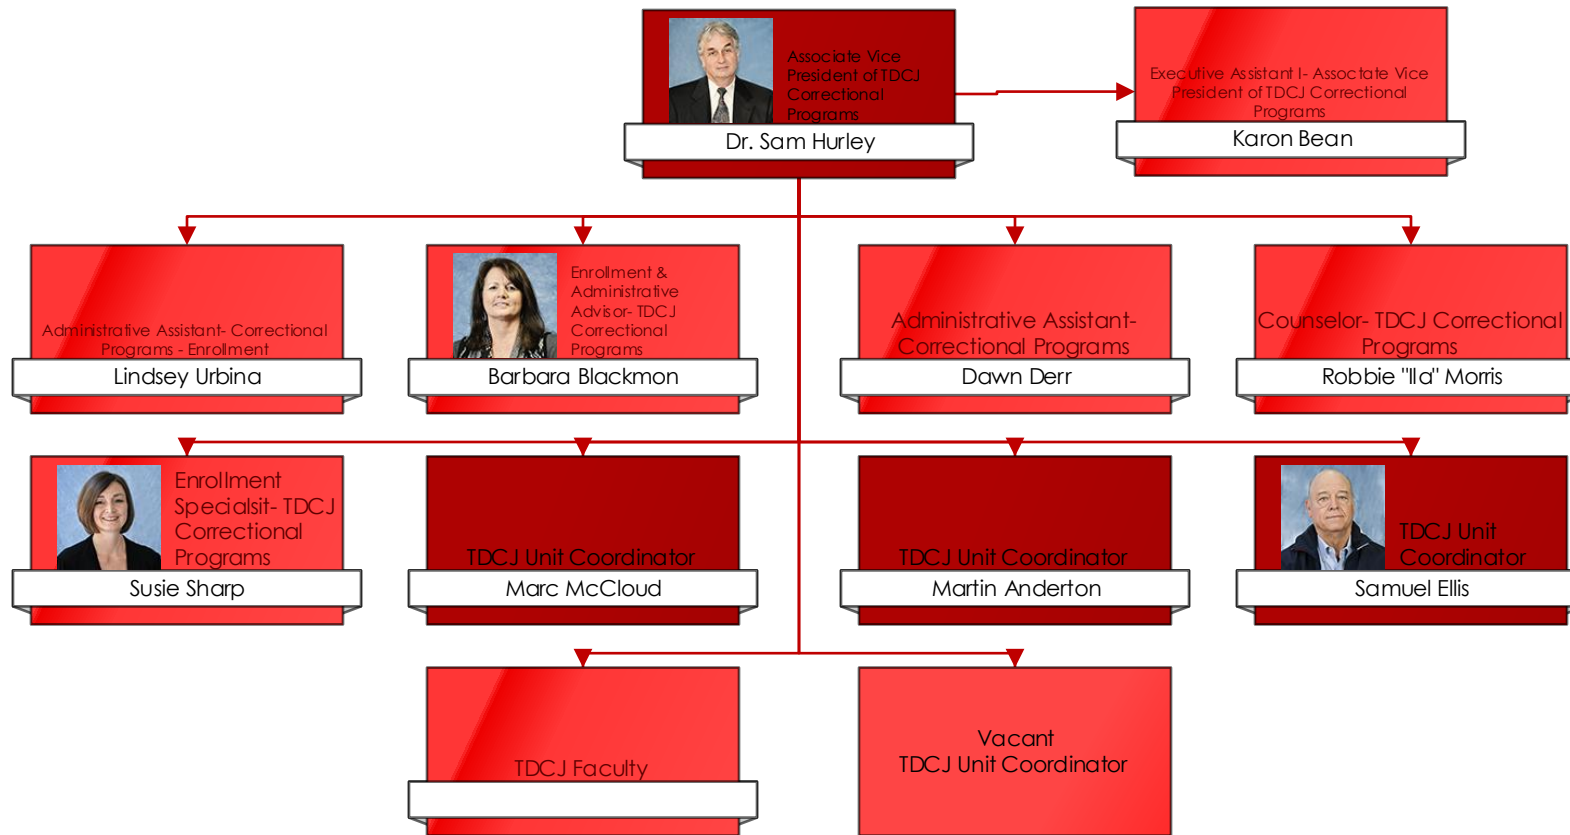 Associate Vice
President of TDCJ
Correctional
Programs
Dr. Sam Hurley
Executive Assistant I- Assoctate Vice
President of TDCJ Correctional
Programs
Karon Bean
Administrative Assistant- Correctional
Programs - Enrollment
Lindsey Urbina
Enrollment &
Administrative
Advisor- TDCJ
Correctional
Programs
Barbara Blackmon
Administrative Assistant-
Correctional Programs
Dawn Derr
Counselor- TDCJ Correctional
Programs
Robbie "Ila" Morris
Enrollment
Specialsit- TDCJ
Correctional
Programs
Susie Sharp
TDCJ Unit Coordinator
Marc McCloud
TDCJ Unit Coordinator
Martin Anderton
TDCJ Unit
Coordinator
Samuel Ellis
TDCJ Faculty
Vacant
TDCJ Unit Coordinator